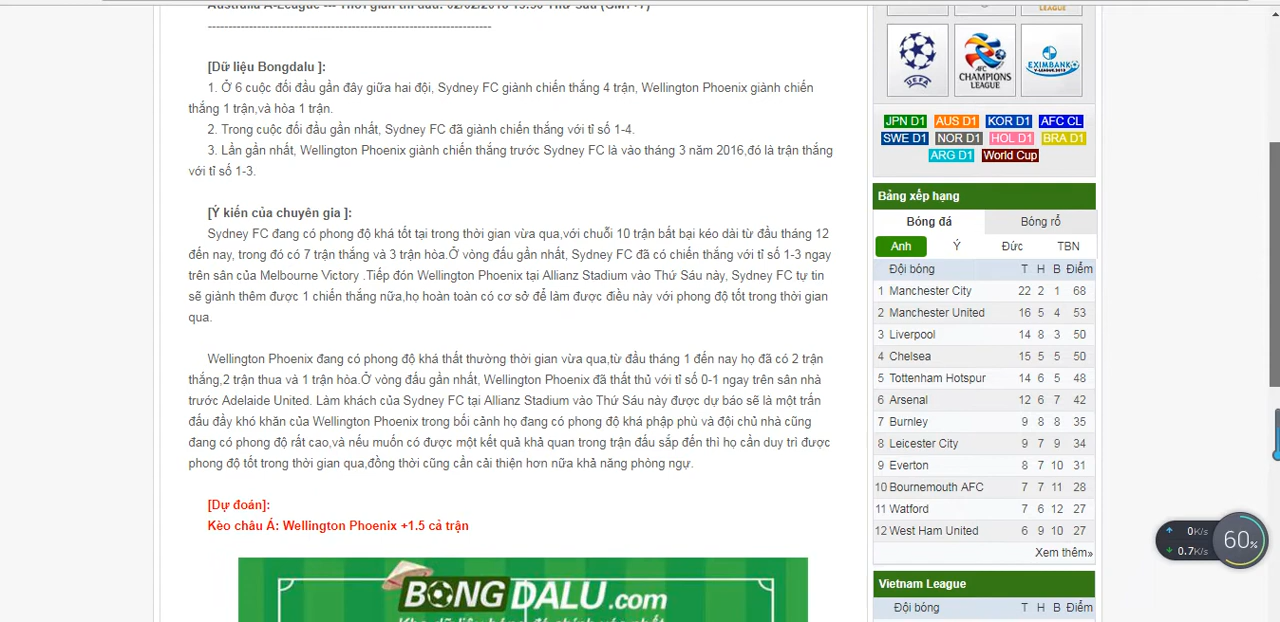 Australia A-League --- Thời gian thi đấu: 02/02/2018 15:50 Thứ Sáu (GMT+7)
--------------------------------------------------------------------
[Dữ liệu Bongdalu ]:
1. Ở 6 cuộc đối đầu gần đây giữa hai đội, Sydney FC giành chiến thắng 4 trận, Wellington Phoenix giành chiến
thắng 1 trận,và hòa 1 trận.
2. Trong cuộc đối đầu gần nhất, Sydney FC đã giành chiến thắng với tỉ số 1-4.
3. Lần gần nhất, Wellington Phoenix giành chiến thắng trước Sydney FC là vào tháng 3 năm 2016,đó là trận thắng
với tỉ số 1-3.
[Ý kiến của chuyên gia ]:
Sydney FC đang có phong độ khá tốt tại trong thời gian vừa qua,với chuỗi 10 trận bất bại kéo dài từ đầu tháng 12
đến nay, trong đó có 7 trận thắng và 3 trận hòa.Ở vòng đấu gần nhất, Sydney FC đã có chiến thắng với tỉ số 1-3 ngay
trên sân của Melbourne Victory .Tiếp đón Wellington Phoenix tại Allianz Stadium vào Thứ Sáu này, Sydney FC tự tin
sẽ giành thêm được 1 chiến thắng nữa,họ hoàn toàn có cơ sở để làm được điều này với phong độ tốt trong thời gian
qua.
Wellington Phoenix đang có phong độ khá thất thường thời gian vừa qua,từ đầu tháng 1 đến nay họ đã có 2 trận
thắng,2 trận thua và 1 trận hòa.Ở vòng đấu gần nhất, Wellington Phoenix đã thất thủ với tỉ số 0-1 ngay trên sân nhà
trước Adelaide United. Làm khách của Sydney FC tại Allianz Stadium vào Thứ Sáu này được dự báo sẽ là một trấn
đấu đầy khó khăn của Wellington Phoenix trong bối cảnh họ đang có phong độ khá phập phù và đội chủ nhà cũng
đang có phong độ rất cao,và nếu muốn có được một kết quả khả quan trong trận đấu sắp đến thì họ cần duy trì được
phong độ tốt trong thời gian qua,đồng thời cũng cần cải thiện hơn nữa khả năng phòng ngự.
[Dự đoán]:
Kèo châu Á: Wellington Phoenix +1.5 cả trận
BONGDALU.com
LEAGUE
UEFA
AFC
CHAMPIONS
LEAGUE
EXIMBANK
JPN D1 AUS D1 KOR D1 AFC CL
SWE D1 NOR D1 HOL D1 BRA D1
ARG D1 World Cup
Bảng xếp hạng
Bóng đá Bóng rổ
Anh Ý Đức TBN
Đội bóng T H B Điểm
1 Manchester City 22 2 1 68
2 Manchester United 16 5 4 53
3 Liverpool 14 8 3 50
4 Chelsea 15 5 5 50
5 Tottenham Hotspur 14 6 5 48
6 Arsenal 12 6 7 42
7 Burnley 9 8 8 35
8 Leicester City 9 7 9 34
9 Everton 8 7 10 31
10 Bournemouth AFC 7 7 11 28
11 Watford 7 6 12 27
12 West Ham United 6 9 10 27
Xem thêm»
Vietnam League
Đội bóng T H B Điểm
0K/s
0.7K/s
60%